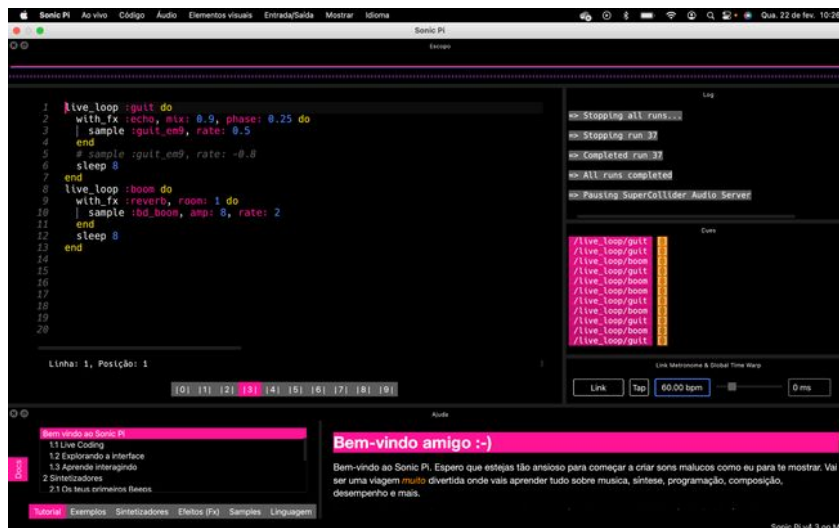 Sonic Pi Ao vivo Código Áudio Elementos visuais Entrada/Saída Mostrar Idioma Qua. 22 de fev. 10:26
Sonic Pi
Escopo
1 live_loop :guit do
2 with_fx :echo, mix: 0.9, phase: 0.25 do
3 | sample :guit_em9, rate: 0.5
4 end
5 # sample :guit_em9, rate: -0.8
6 sleep 8
7 end
8 live_loop :boom do
9 with_fx :reverb, room: 1 do
10 | sample :bd_boom, amp: 8, rate: 2
11 end
12 sleep 8
13 end
14
15
16
17
18
19
20
Linha: 1, Posição: 1
|0| |1| |2| |3| |4| |5| |6| |7| |8| |9|
Log
=> Stopping all runs...
=> Stopping run 37
=> Completed run 37
=> All runs completed
=> Pausing SuperCollider Audio Server
Cues
/live_loop/guit
/live_loop/guit
/live_loop/boom
/live_loop/guit
/live_loop/boom
/live_loop/boom
/live_loop/guit
/live_loop/boom
/live_loop/boom
/live_loop/guit
Link Metronome & Global Time Warp
Link Tap 60.00 bpm 0 ms
Ajuda
Docs
Bem vindo ao Sonic Pi
1.1 Live Coding
1.2 Explorando a interface
1.3 Aprende interagindo
2 Sintetizadores
2.1 Os teus primeiros Beeps
Tutorial Exemplos Sintetizadores Efeitos (Fx) Samples Linguagem
Bem-vindo amigo :-)
Bem-vindo ao Sonic Pi. Espero que estejas tão ansioso para começar a criar sons malucos como eu para te mostrar. Vai
ser uma viagem muito divertida onde vais aprender tudo sobre musica, síntese, programação, composição,
desempenho e mais.
Sonic Pi v4.3 on